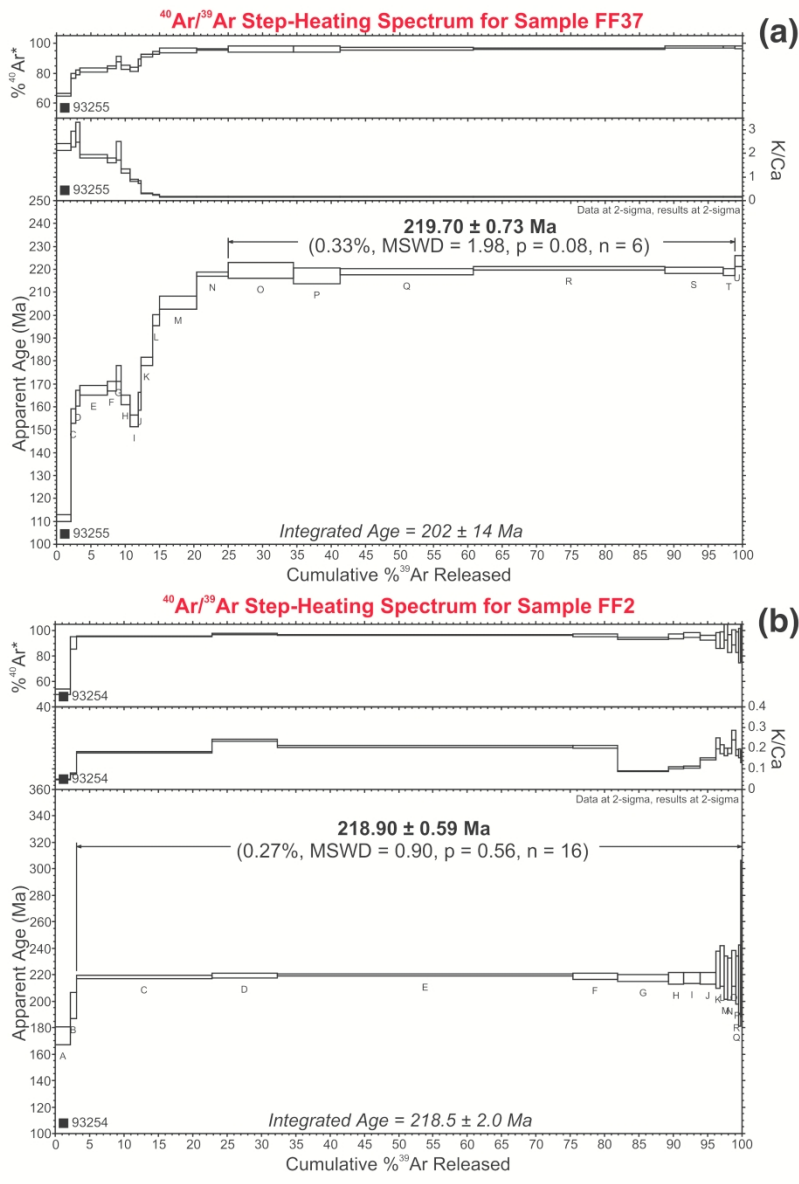 ⁴⁰Ar/³⁹Ar Step-Heating Spectrum for Sample FF37
(a)
100
80
60
%⁴⁰Ar*
93255
3
2
1
0
K/Ca
93255
250
240
230
220
210
200
190
180
170
160
150
140
130
120
110
100
Apparent Age (Ma)
Data at 2-sigma, results at 2-sigma
219.70 ± 0.73 Ma
(0.33%, MSWD = 1.98, p = 0.08, n = 6)
C D E F G H I J K L M N O P Q R S T U
93255
Integrated Age = 202 ± 14 Ma
0 5 10 15 20 25 30 35 40 45 50 55 60 65 70 75 80 85 90 95 100
Cumulative %³⁹Ar Released
⁴⁰Ar/³⁹Ar Step-Heating Spectrum for Sample FF2
(b)
100
80
60
40
%⁴⁰Ar*
93254
0.4
0.3
0.2
0.1
0
K/Ca
93254
360
340
320
300
280
260
240
220
200
180
160
140
120
100
Apparent Age (Ma)
Data at 2-sigma, results at 2-sigma
218.90 ± 0.59 Ma
(0.27%, MSWD = 0.90, p = 0.56, n = 16)
A B C D E F G H I J K M N P R Q
93254
Integrated Age = 218.5 ± 2.0 Ma
0 5 10 15 20 25 30 35 40 45 50 55 60 65 70 75 80 85 90 95 100
Cumulative %³⁹Ar Released